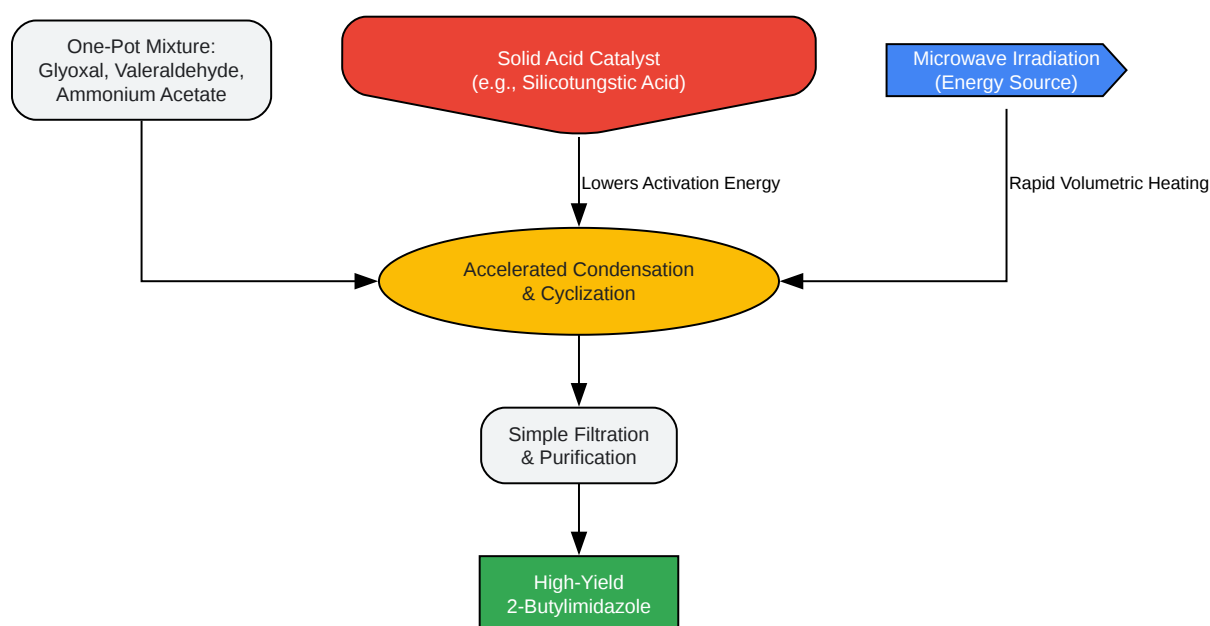 One-Pot Mixture:
Glyoxal, Valeraldehyde,
Ammonium Acetate
Solid Acid Catalyst
(e.g., Silicotungstic Acid)
Microwave Irradiation
(Energy Source)
Lowers Activation Energy
Rapid Volumetric Heating
Accelerated Condensation
& Cyclization
Simple Filtration
& Purification
High-Yield
2-Butylimidazole